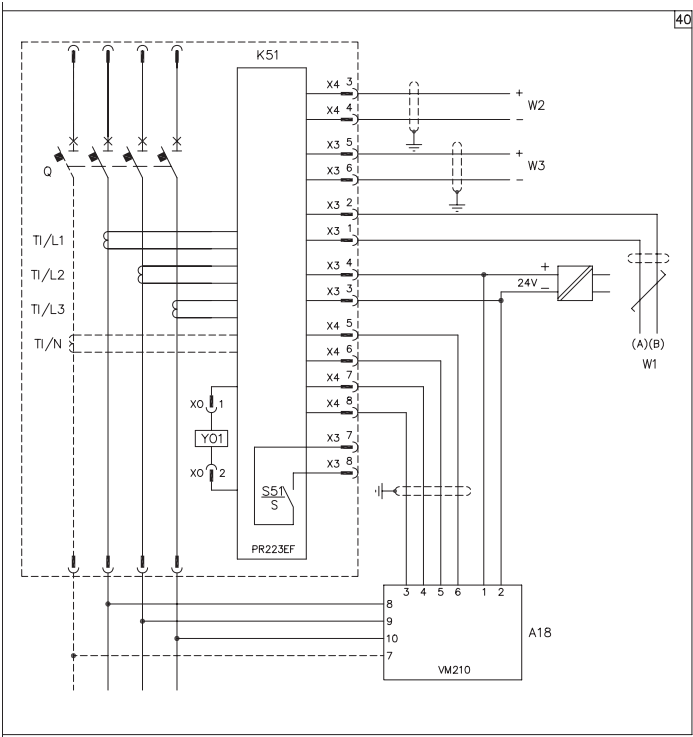 40
K51
X4 3
+
W2
X4 4
−
X3 5
+
W3
X3 6
−
Q
X3 2
X3 1
TI/L1
X3 4
+
24V
−
TI/L2
X3 3
TI/L3
X4 5
TI/N
(A)(B)
X4 6
W1
X4 7
X0 1
X4 8
Y01
X3 7
X0 2
X3 8
S51
S
PR223EF
3 4 5 6 1 2
8
9
10
7
A18
VM210